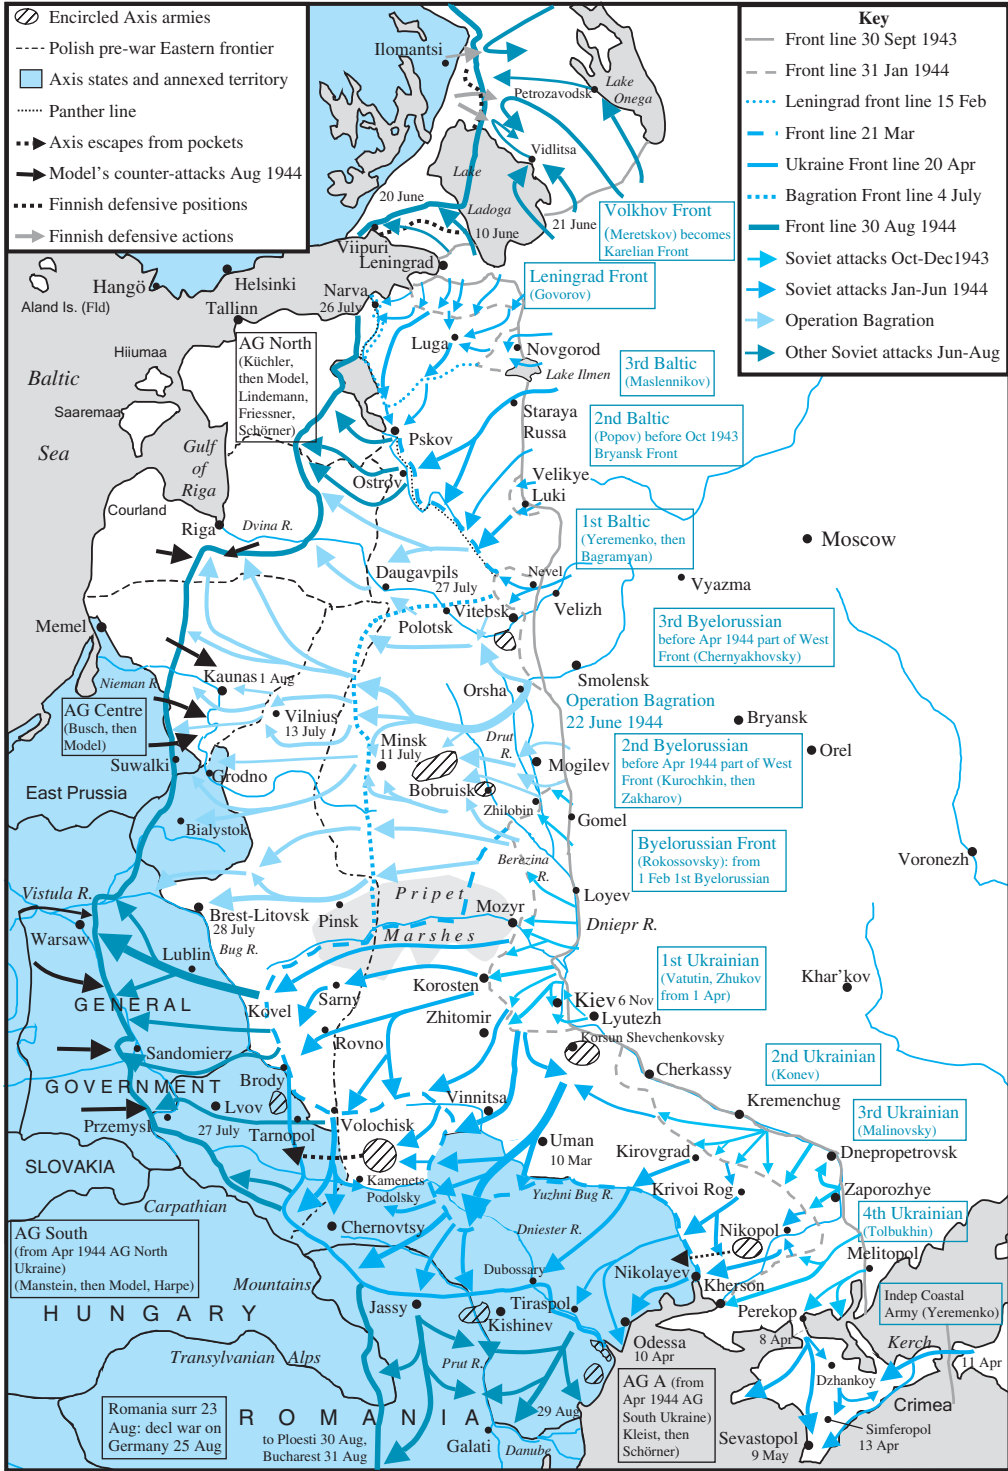 Encircled Axis armies
Polish pre-war Eastern frontier
Axis states and annexed territory
Panther line
Axis escapes from pockets
Model's counter-attacks Aug 1944
Finnish defensive positions
Finnish defensive actions
Key
Front line 30 Sept 1943
Front line 31 Jan 1944
Leningrad front line 15 Feb
Front line 21 Mar
Ukraine Front line 20 Apr
Bagration Front line 4 July
Front line 30 Aug 1944
Soviet attacks Oct-Dec1943
Soviet attacks Jan-Jun 1944
Operation Bagration
Other Soviet attacks Jun-Aug
Ilomantsi
Petrozavodsk
Lake
Onega
Vidlitsa
Lake
Ladoga
20 June
10 June
21 June
Volkhov Front
(Meretskov) becomes
Karelian Front
Viipuri
Leningrad
Hangö
Helsinki
Aland Is. (Fld)
Tallinn
Narva
26 July
Leningrad Front
(Govorov)
Hiiumaa
Baltic
Saaremaa
Sea
Gulf
of
Riga
AG North
(Küchler,
then Model,
Lindemann,
Friessner,
Schörner)
Luga
Novgorod
Lake Ilmen
3rd Baltic
(Maslennikov)
Staraya
Russa
2nd Baltic
(Popov) before Oct 1943
Bryansk Front
Pskov
Ostrov
Velikye
Luki
Courland
Riga
Dvina R.
1st Baltic
(Yeremenko, then
Bagramyan)
Moscow
Vyazma
Daugavpils
27 July
Nevel
Velizh
Polotsk
Vitebsk
3rd Byelorussian
before Apr 1944 part of West
Front (Chernyakhovsky)
Memel
Nieman R
Kaunas 1 Aug
Orsha
Smolensk
Operation Bagration
22 June 1944
AG Centre
(Busch, then
Model)
Vilnius
13 July
Minsk
11 July
Drut
R.
Bryansk
Orel
2nd Byelorussian
before Apr 1944 part of West
Front (Kurochkin, then
Zakharov)
Suwalki
Grodno
Mogilev
Bobruisk
Zhilobin
East Prussia
Bialystok
Gomel
Byelorussian Front
(Rokossovsky): from
1 Feb 1st Byelorussian
Voronezh
Berezina
R.
Vistula R.
Warsaw
Brest-Litovsk
28 July
Bug R.
Pinsk
Pripet
Marshes
Mozyr
Loyev
Dniepr R.
Lublin
1st Ukrainian
(Vatutin, Zhukov
from 1 Apr)
Khar'kov
GENERAL
Kovel
Sarny
Korosten
Kiev 6 Nov
Lyutezh
Zhitomir
Rovno
Korsun Shevchenkovsky
Sandomierz
GOVERNMENT
Brody
Cherkassy
2nd Ukrainian
(Konev)
Kremenchug
Przemysl
Lvov
27 July
Tarnopol
Volochisk
Vinnitsa
3rd Ukrainian
(Malinovsky)
SLOVAKIA
Uman
10 Mar
Kirovgrad
Dnepropetrovsk
Kamenets
Podolsky
Carpathian
Yuzhni Bug R.
Krivoi Rog
Zaporozhye
4th Ukrainian
(Tolbukhin)
AG South
(from Apr 1944 AG North
Ukraine)
(Manstein, then Model, Harpe)
Chernovtsy
Dniester R.
Nikopol
Melitopol
Mountains
Dubossary
Nikolayev
Kherson
Indep Coastal
Army (Yeremenko)
HUNGARY
Jassy
Tiraspol
Kishinev
Perekop
8 Apr
Kerch
11 Apr
Odessa
10 Apr
Transylvanian Alps
Prut R.
Dzhankoy
Crimea
AG A (from
Apr 1944 AG
South Ukraine)
Kleist, then
Schörner)
Romania surr 23
Aug: decl war on
Germany 25 Aug
ROMANIA
29 Aug
to Ploesti 30 Aug,
Bucharest 31 Aug
Galati
Danube
Sevastopol
9 May
Simferopol
13 Apr